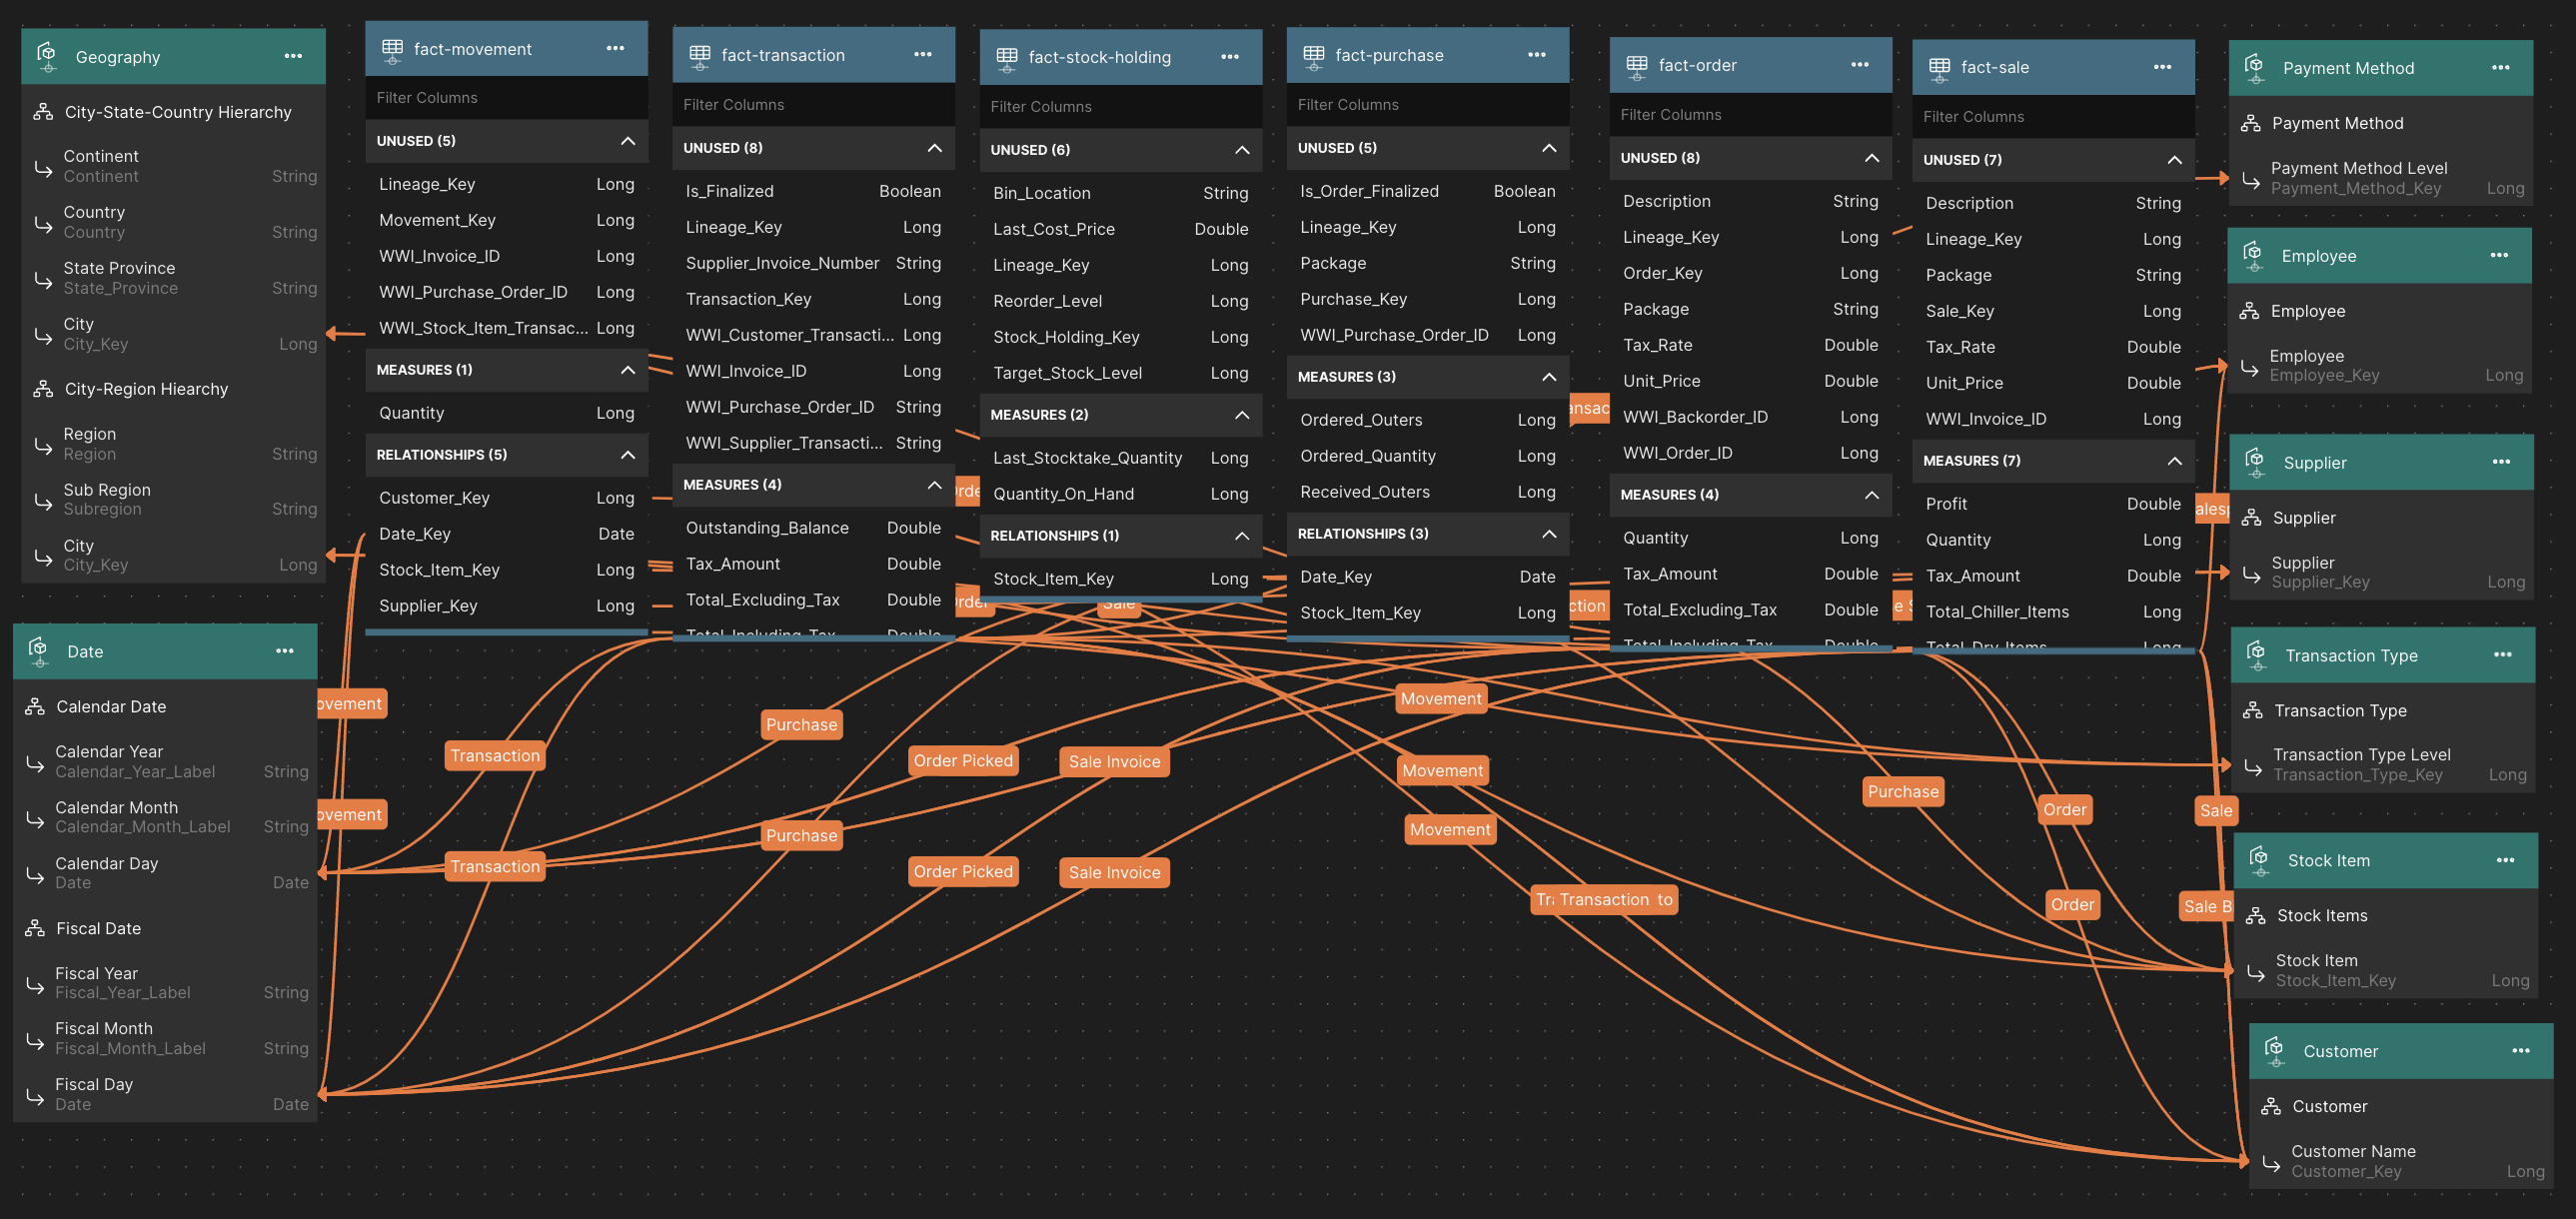 Geography
City-State-Country Hierarchy
Continent
Continent String
Country
Country String
State Province
State_Province String
City
City_Key Long
City-Region Hiearchy
Region
Region String
Sub Region
Subregion String
City
City_Key Long
Date
Calendar Date
Calendar Year
Calendar_Year_Label String
Calendar Month
Calendar_Month_Label String
Calendar Day
Date Date
Fiscal Date
Fiscal Year
Fiscal_Year_Label String
Fiscal Month
Fiscal_Month_Label String
Fiscal Day
Date Date
fact-movement
Filter Columns
UNUSED (5)
Lineage_Key Long
Movement_Key Long
WWI_Invoice_ID Long
WWI_Purchase_Order_ID Long
WWI_Stock_Item_Transac... Long
MEASURES (1)
Quantity Long
RELATIONSHIPS (5)
Customer_Key Long
Date_Key Date
Stock_Item_Key Long
Supplier_Key Long
fact-transaction
Filter Columns
UNUSED (8)
Is_Finalized Boolean
Lineage_Key Long
Supplier_Invoice_Number String
Transaction_Key Long
WWI_Customer_Transacti... Long
WWI_Invoice_ID Long
WWI_Purchase_Order_ID String
WWI_Supplier_Transacti... String
MEASURES (4)
Outstanding_Balance Double
Tax_Amount Double
Total_Excluding_Tax Double
Total_Including_Tax Double
fact-stock-holding
Filter Columns
UNUSED (6)
Bin_Location String
Last_Cost_Price Double
Lineage_Key Long
Reorder_Level Long
Stock_Holding_Key Long
Target_Stock_Level Long
MEASURES (2)
Last_Stocktake_Quantity Long
Quantity_On_Hand Long
RELATIONSHIPS (1)
Stock_Item_Key Long
fact-purchase
Filter Columns
UNUSED (5)
Is_Order_Finalized Boolean
Lineage_Key Long
Package String
Purchase_Key Long
WWI_Purchase_Order_ID Long
MEASURES (3)
Ordered_Outers Long
Ordered_Quantity Long
Received_Outers Long
RELATIONSHIPS (3)
Date_Key Date
Stock_Item_Key Long
fact-order
Filter Columns
UNUSED (8)
Description String
Lineage_Key Long
Order_Key Long
Package String
Tax_Rate Double
Unit_Price Double
WWI_Backorder_ID Long
WWI_Order_ID Long
MEASURES (4)
Quantity Long
Tax_Amount Double
Total_Excluding_Tax Double
Total_Including_Tax Double
fact-sale
Filter Columns
UNUSED (7)
Description String
Lineage_Key Long
Package String
Sale_Key Long
Tax_Rate Double
Unit_Price Double
WWI_Invoice_ID Long
MEASURES (7)
Profit Double
Quantity Long
Tax_Amount Double
Total_Chiller_Items Long
Total_Dry_Items Long
Payment Method
Payment Method
Payment Method Level
Payment_Method_Key Long
Employee
Employee
Employee
Employee_Key Long
Supplier
Supplier
Supplier
Supplier_Key Long
Transaction Type
Transaction Type
Transaction Type Level
Transaction_Type_Key Long
Stock Item
Stock Items
Stock Item
Stock_Item_Key Long
Customer
Customer
Customer Name
Customer_Key Long
ovement
ovement
Transaction
Transaction
Purchase
Purchase
Order Picked
Order Picked
Sale Invoice
Sale Invoice
Order
Sale
Movement
Movement
Movement
Transaction to
Purchase
Order
Order
Sale
Sale B